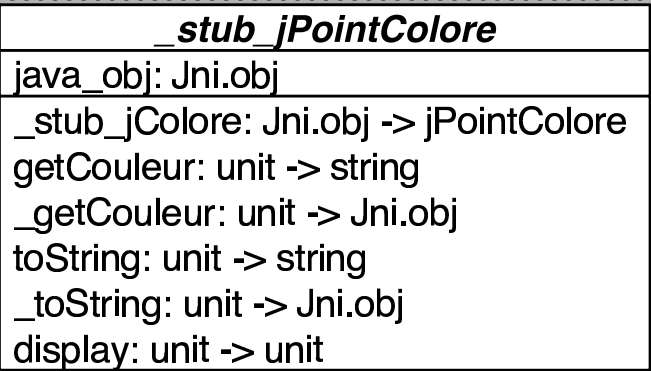 _stub_jPointColore
java_obj: Jni.obj
_stub_jColore: Jni.obj -> jPointColore
getCouleur: unit -> string
_getCouleur: unit -> Jni.obj
toString: unit -> string
_toString: unit -> Jni.obj
display: unit -> unit